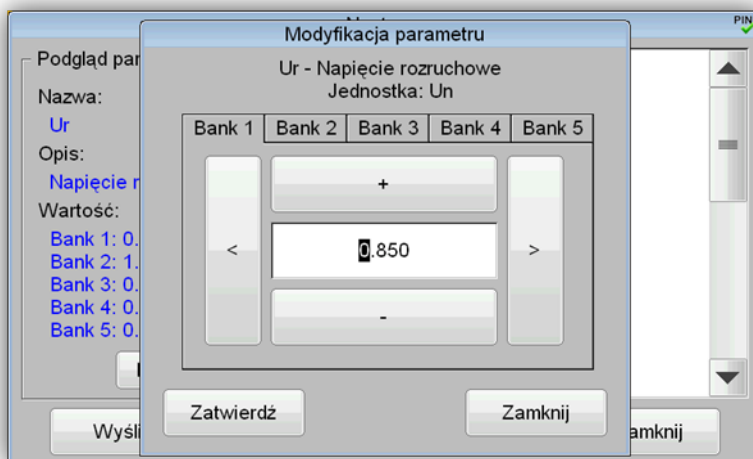 PIN
Modyfikacja parametru
Podgląd par
Ur - Napięcie rozruchowe
Jednostka: Un
Nazwa:
Ur
Opis:
Napięcie r
Wartość:
Bank 1: 0.
Bank 2: 1.
Bank 3: 0.
Bank 4: 0.
Bank 5: 0.
Bank 1 Bank 2 Bank 3 Bank 4 Bank 5
+
< 0.850 >
-
Zatwierdź Zamknij
Wyśli amknij